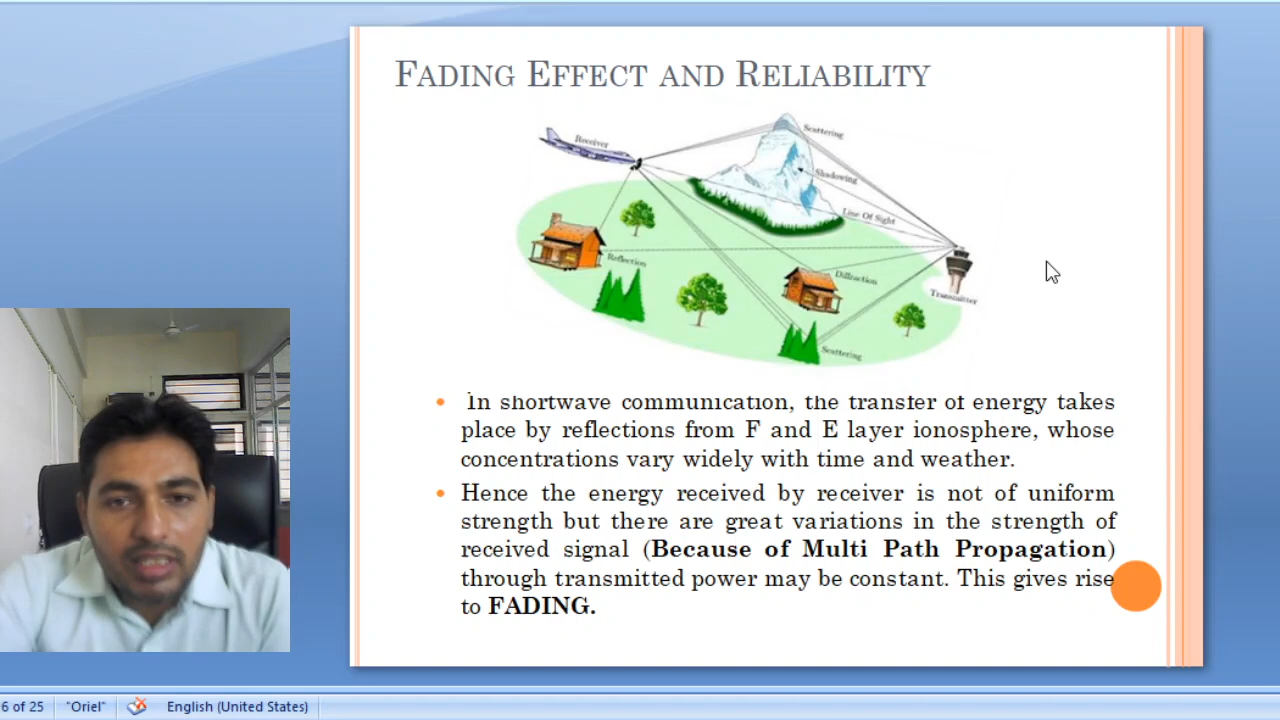 FADING EFFECT AND RELIABILITY
Scattering
Receiver
Shadowing
Line Of Sight
Reflection
Diffraction
Transmitter
Scattering
In shortwave communication, the transfer of energy takes
place by reflections from F and E layer ionosphere, whose
concentrations vary widely with time and weather.
Hence the energy received by receiver is not of uniform
strength but there are great variations in the strength of
received signal (Because of Multi Path Propagation)
through transmitted power may be constant. This gives rise
to FADING.
6 of 25 "Oriel" English (United States)